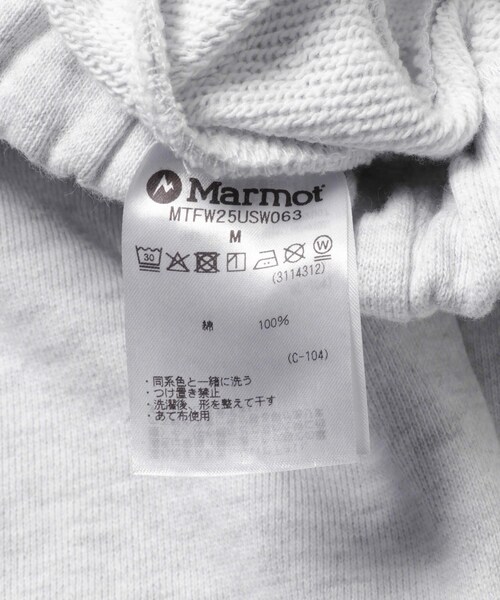 Marmot
MTFW25USW063
M
30
(3114312)
綿 100%
(C-104)
・同系色と一緒に洗う
・つけ置き禁止
・洗濯後、形を整えて干す
・あて布使用